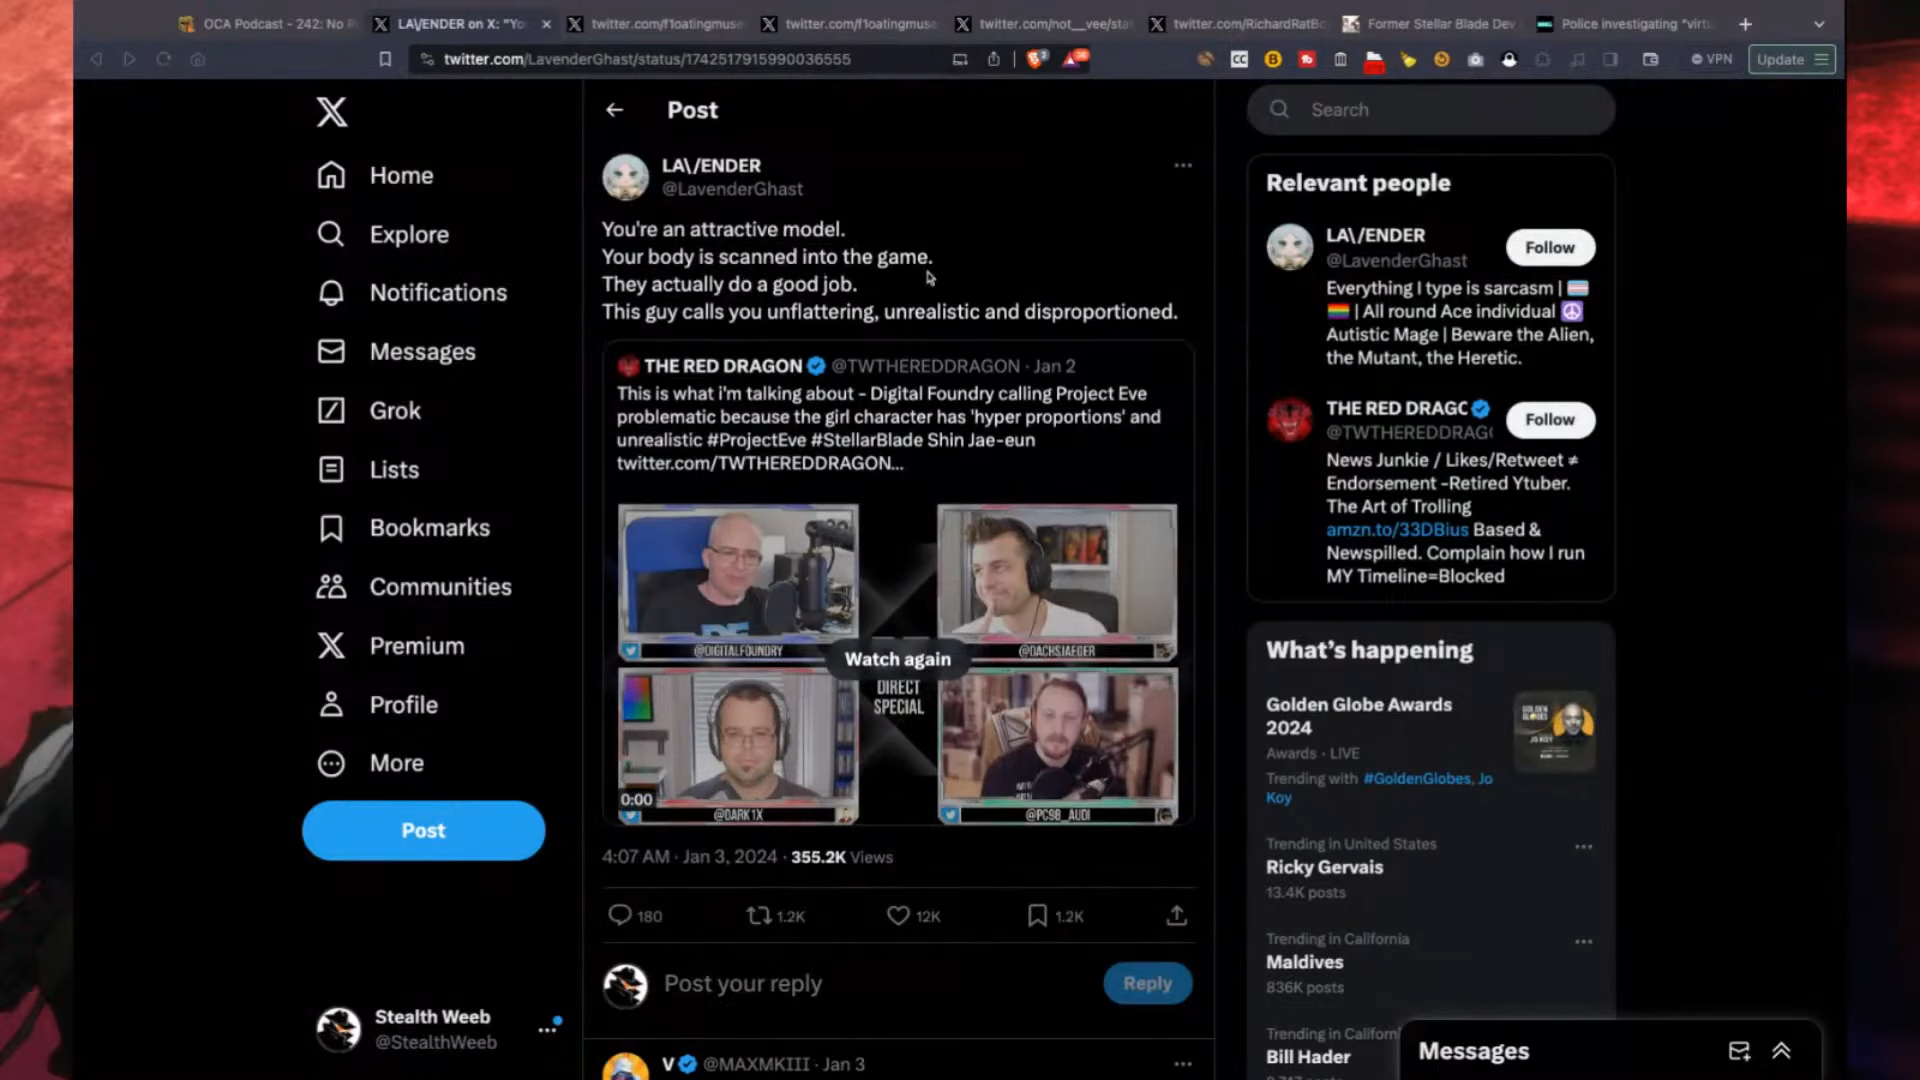 OCA Podcast - 242: No
LA\/ENDER on X: "Yo
twitter.com/f1oatingmuse
twitter.com/f1oatingmuse
twitter.com/not__vee/sta
twitter.com/RichardRatBo
Former Stellar Blade Dev
Police investigating "virtu
twitter.com/LavenderGhast/status/1742517915990036555
VPN
Update
Home
Explore
Notifications
Messages
Grok
Lists
Bookmarks
Communities
Premium
Profile
More
Post
Stealth Weeb
@StealthWeeb
Post
LA\/ENDER
@LavenderGhast
You're an attractive model.
Your body is scanned into the game.
They actually do a good job.
This guy calls you unflattering, unrealistic and disproportioned.
THE RED DRAGON @TWTHEREDDRAGON · Jan 2
This is what i'm talking about - Digital Foundry calling Project Eve
problematic because the girl character has 'hyper proportions' and
unrealistic #ProjectEve #StellarBlade Shin Jae-eun
twitter.com/TWTHEREDDRAGON...
@DIGITALFOUNDRY
@DACHSJAEGER
Watch again
DIRECT
SPECIAL
0:00
@DARK1X
@PC98_AUDI
4:07 AM · Jan 3, 2024 · 355.2K Views
180
1.2K
12K
1.2K
Post your reply
Reply
V @MAXMKIII · Jan 3
Search
Relevant people
LA\/ENDER
@LavenderGhast
Follow
Everything I type is sarcasm |
| All round Ace individual
Autistic Mage | Beware the Alien,
the Mutant, the Heretic.
THE RED DRAGC
@TWTHEREDDRAG
Follow
News Junkie / Likes/Retweet ≠
Endorsement -Retired Ytuber.
The Art of Trolling
amzn.to/33DBius Based &
Newspilled. Complain how I run
MY Timeline=Blocked
What's happening
Golden Globe Awards
2024
Awards · LIVE
Trending with #GoldenGlobes, Jo
Koy
Trending in United States
Ricky Gervais
13.4K posts
Trending in California
Maldives
836K posts
Trending in Californ
Bill Hader
Messages